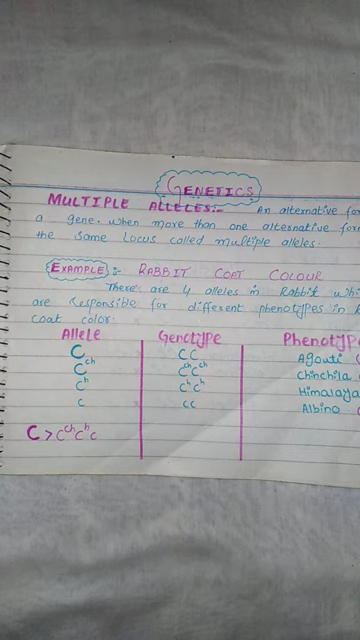 GENETICS
MULTIPLE ALLELES:- An alternative for
a gene. when more than one alternative for
the same Locus called multiple alleles.
EXAMPLE :- RABBIT COAT COLOUR
There are 4 alleles in Rabbit whi
are responsible for different phenotypes in
coat color.
Allele Genotype Phenotype
C CC Agouti
Cch CchCch Chinchila
Ch ChCh Himalaya
c cc Albino
C > Cch Ch c